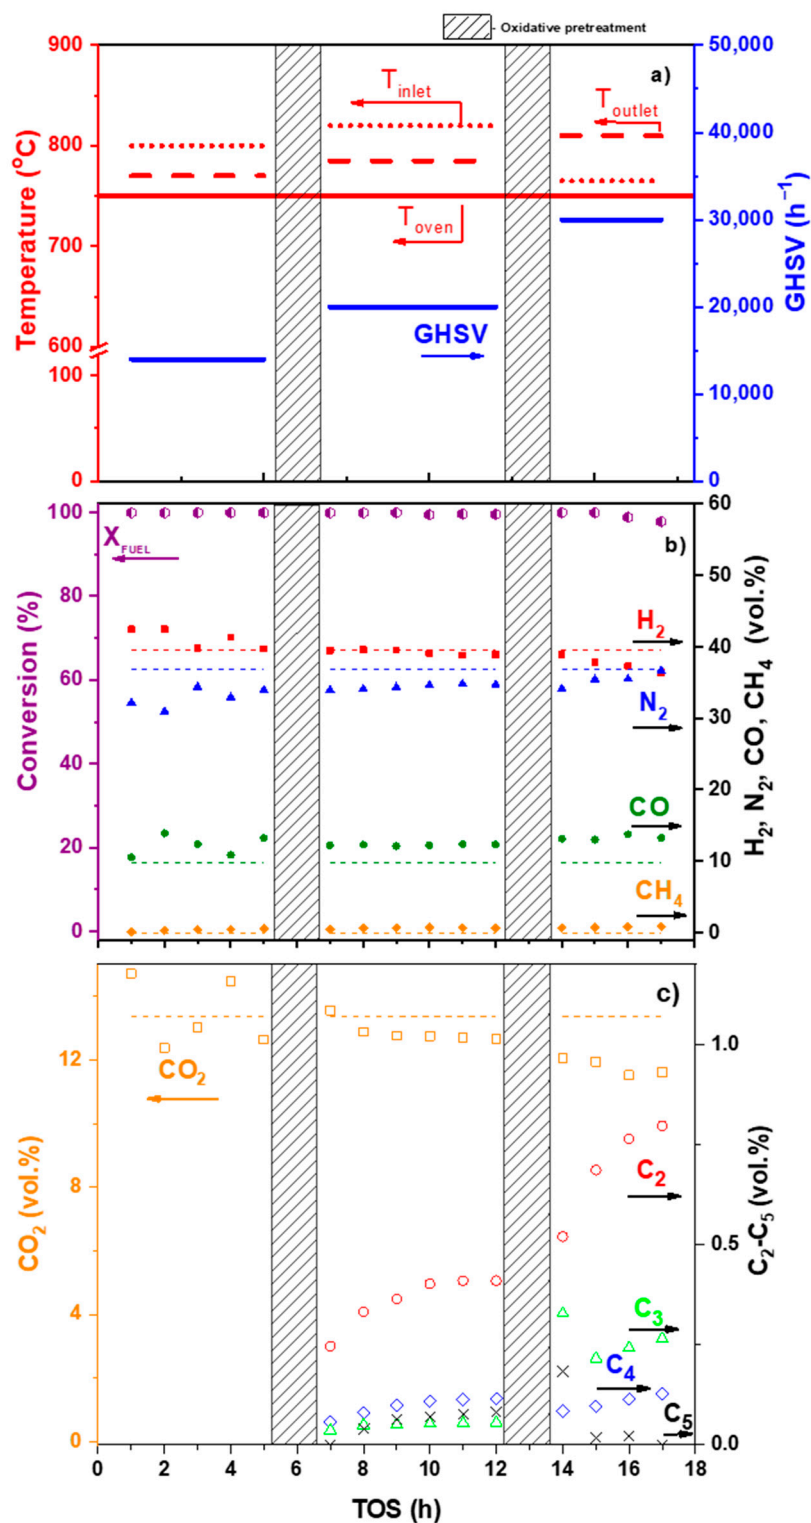 - Oxidative pretreatment
a)
900
800
700
600
100
0
Temperature (°C)
T inlet
T outlet
T oven
GHSV
50,000
40,000
30,000
20,000
10,000
0
GHSV (h⁻¹)
b)
100
80
60
40
20
0
Conversion (%)
X FUEL
H₂
N₂
CO
CH₄
60
50
40
30
20
10
0
H₂, N₂, CO, CH₄ (vol.%)
c)
12
8
4
0
CO₂ (vol.%)
CO₂
C₂
C₃
C₄
C₅
1.0
0.5
0.0
C₂-C₅ (vol.%)
0 2 4 6 8 10 12 14 16 18
TOS (h)